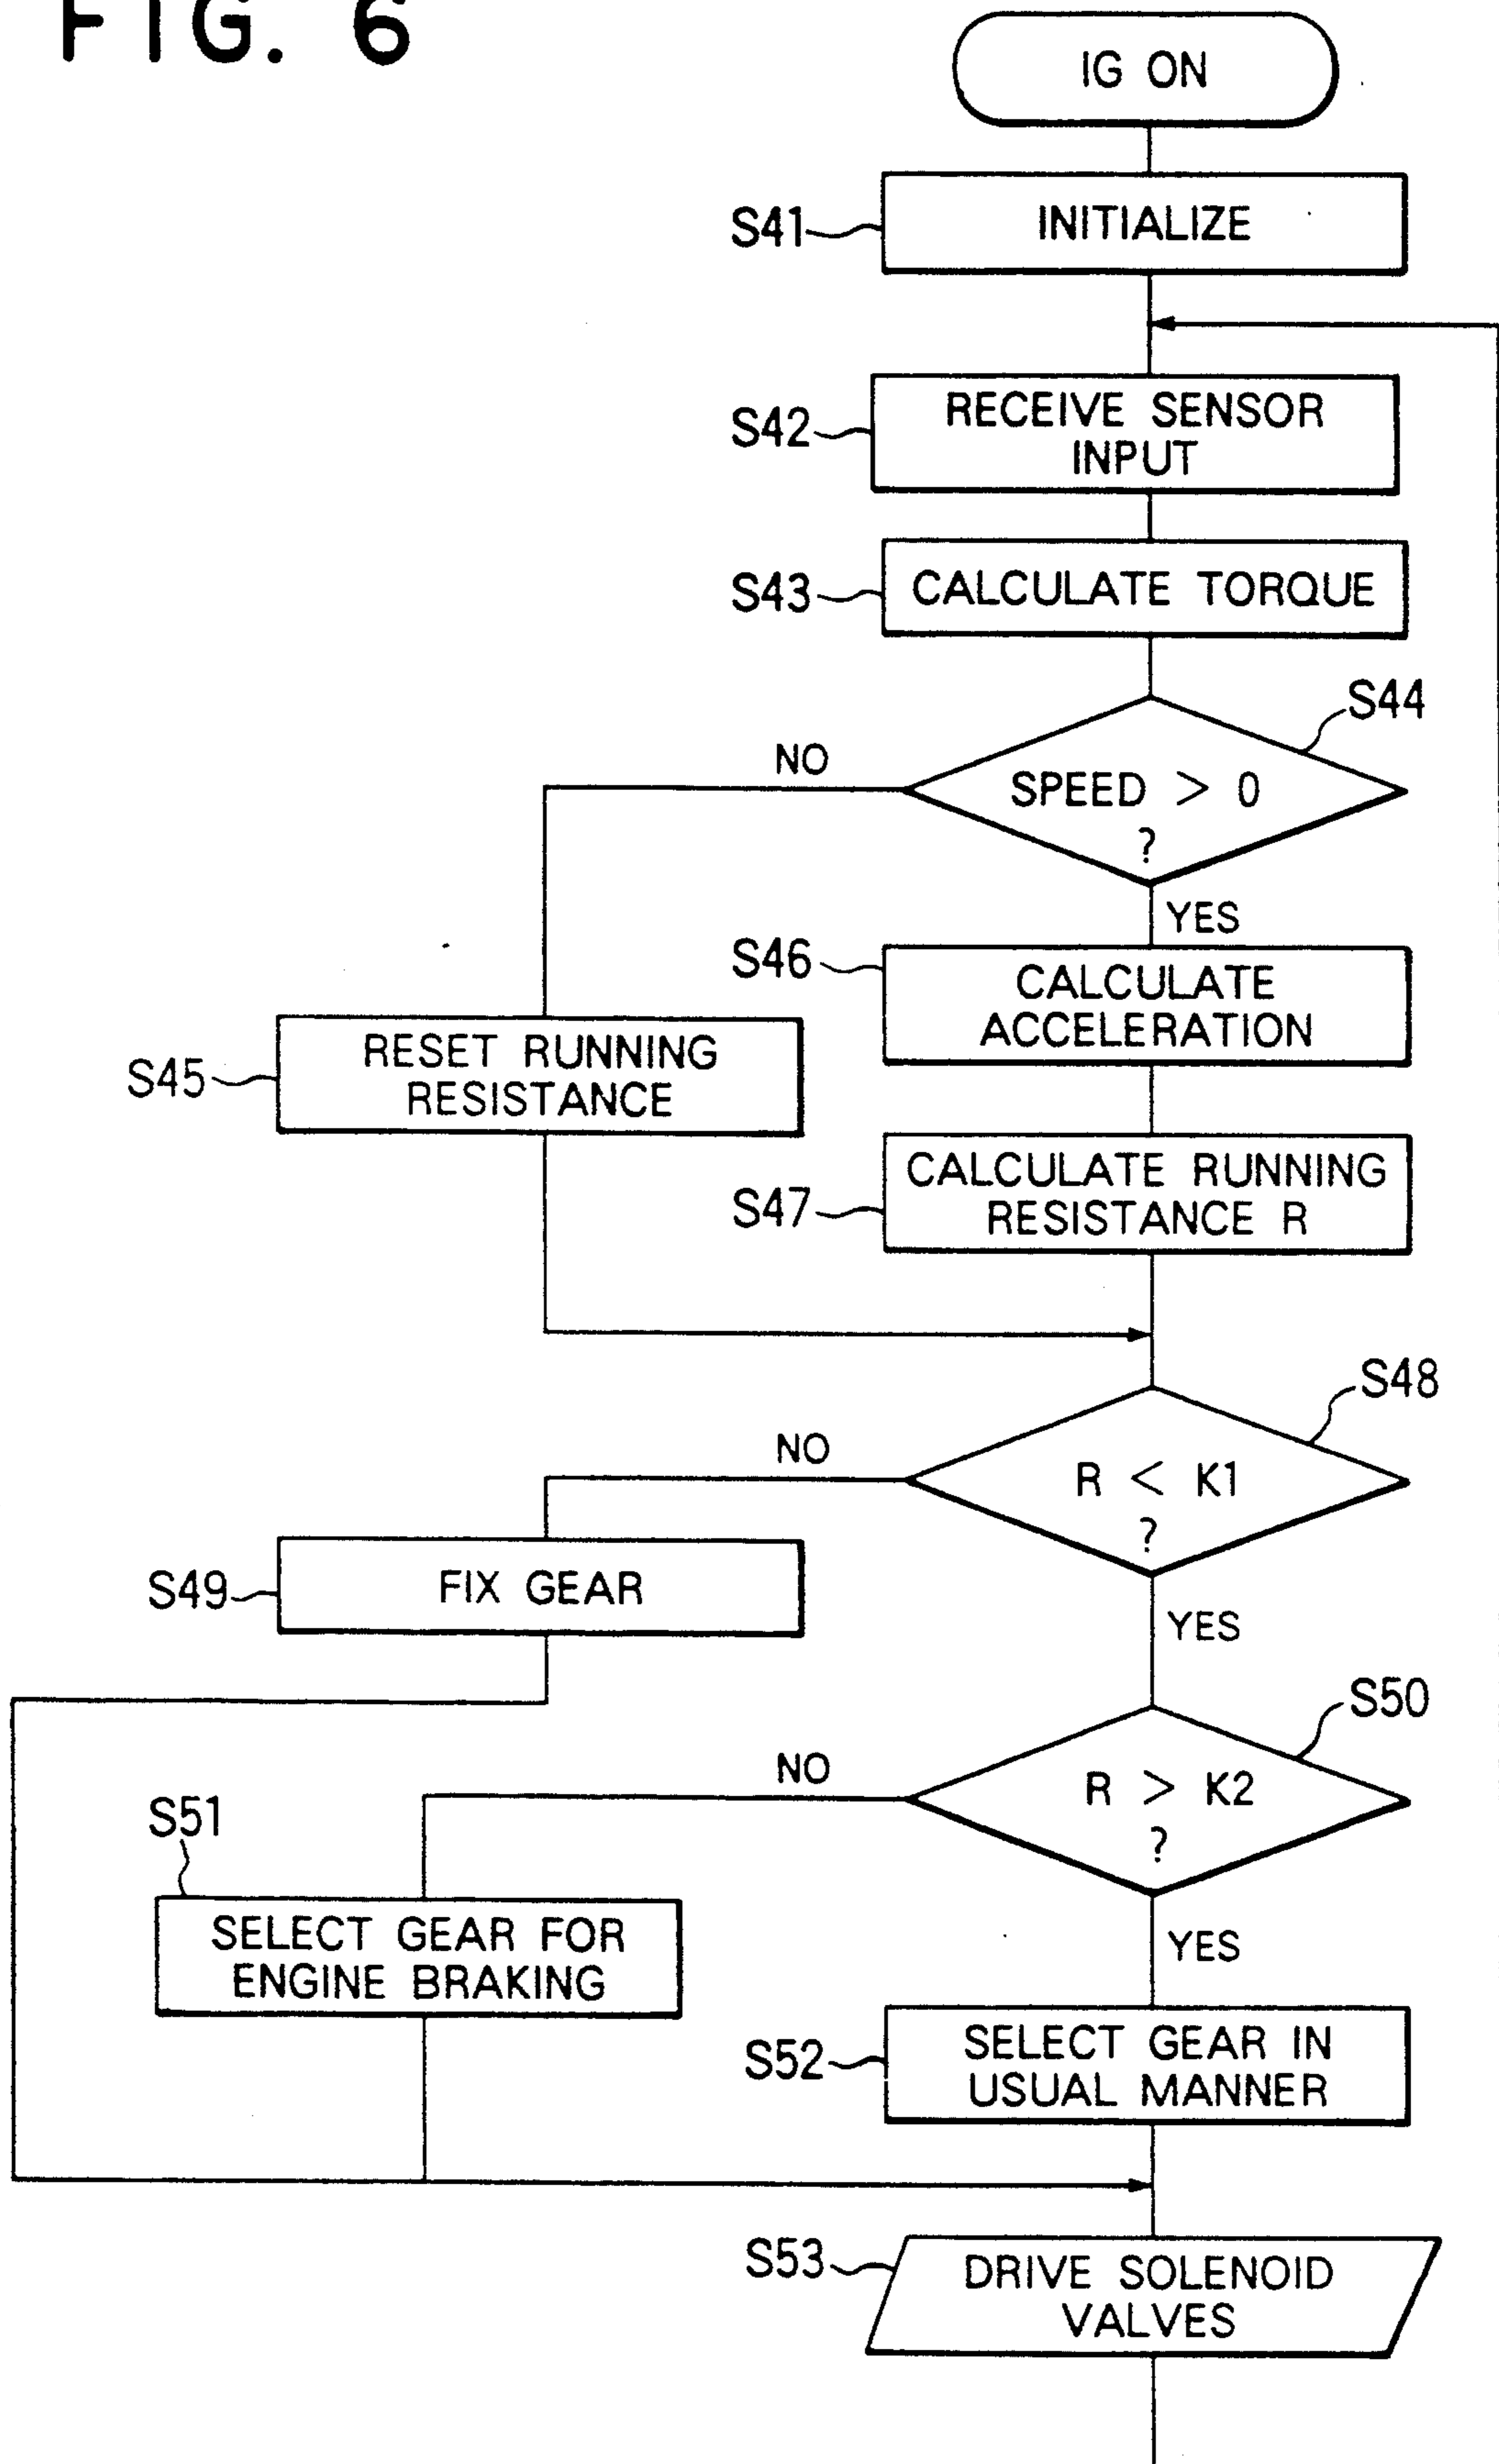 FIG. 6
IG ON
S41
INITIALIZE
S42
RECEIVE SENSOR
INPUT
S43
CALCULATE TORQUE
S44
SPEED > 0
?
NO
YES
S45
RESET RUNNING
RESISTANCE
S46
CALCULATE
ACCELERATION
S47
CALCULATE RUNNING
RESISTANCE R
S48
R < K1
?
NO
YES
S49
FIX GEAR
S50
R > K2
?
NO
YES
S51
SELECT GEAR FOR
ENGINE BRAKING
S52
SELECT GEAR IN
USUAL MANNER
S53
DRIVE SOLENOID
VALVES